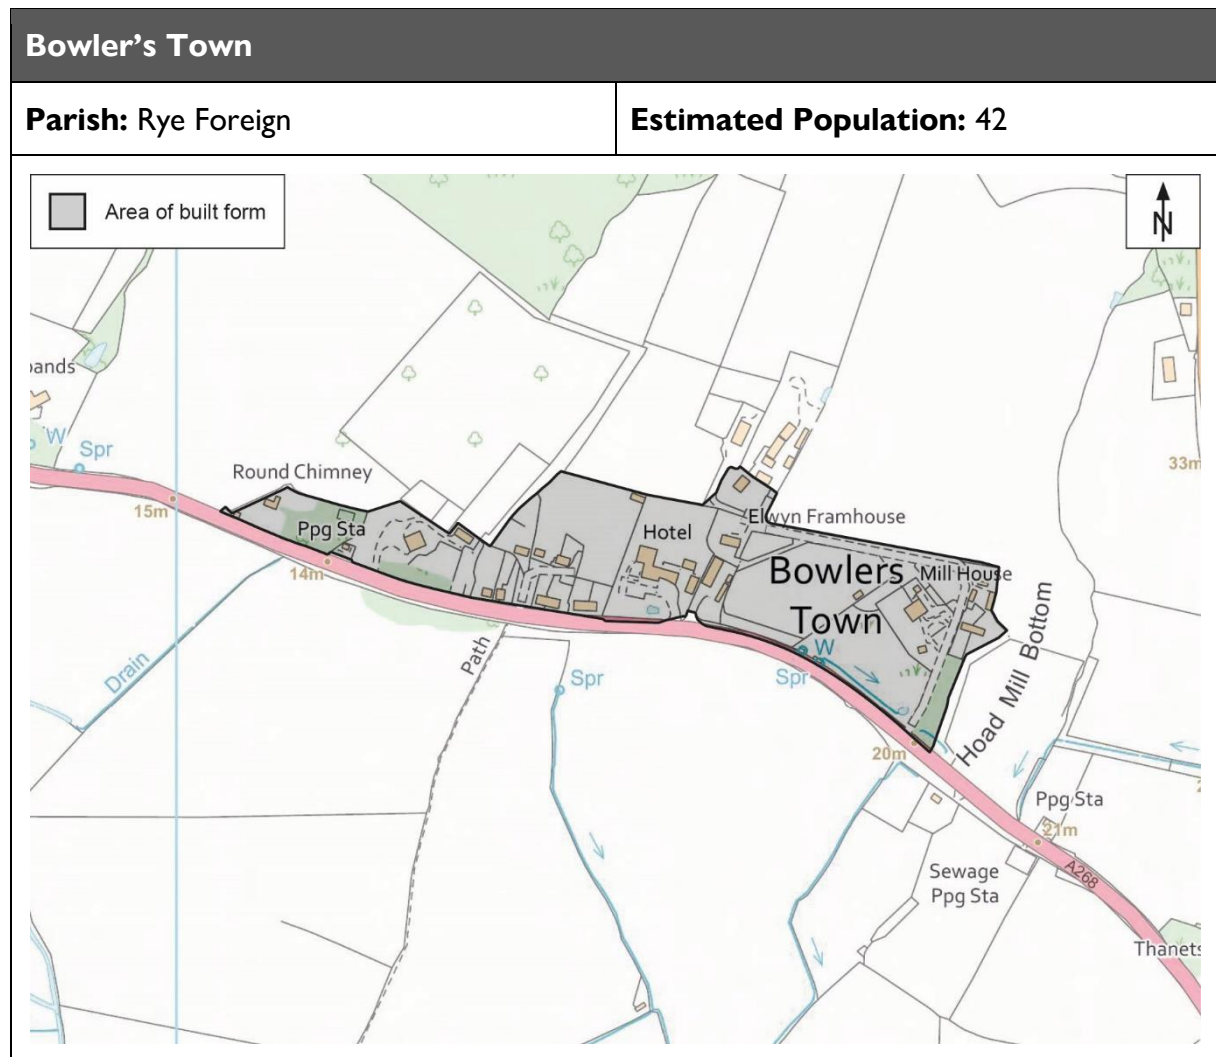 Bowler’s Town
Parish: Rye Foreign
Estimated Population: 42
Area of built form
N
ands
W
Spr
Round Chimney
15m
Ppg Sta
14m
Hotel
Elwyn Framhouse
33m
Bowlers
Town
Mill House
W
Spr
Path
Spr
Drain
Hoad Mill Bottom
20m
Ppg Sta
21m
A268
Sewage
Ppg Sta
Thanets